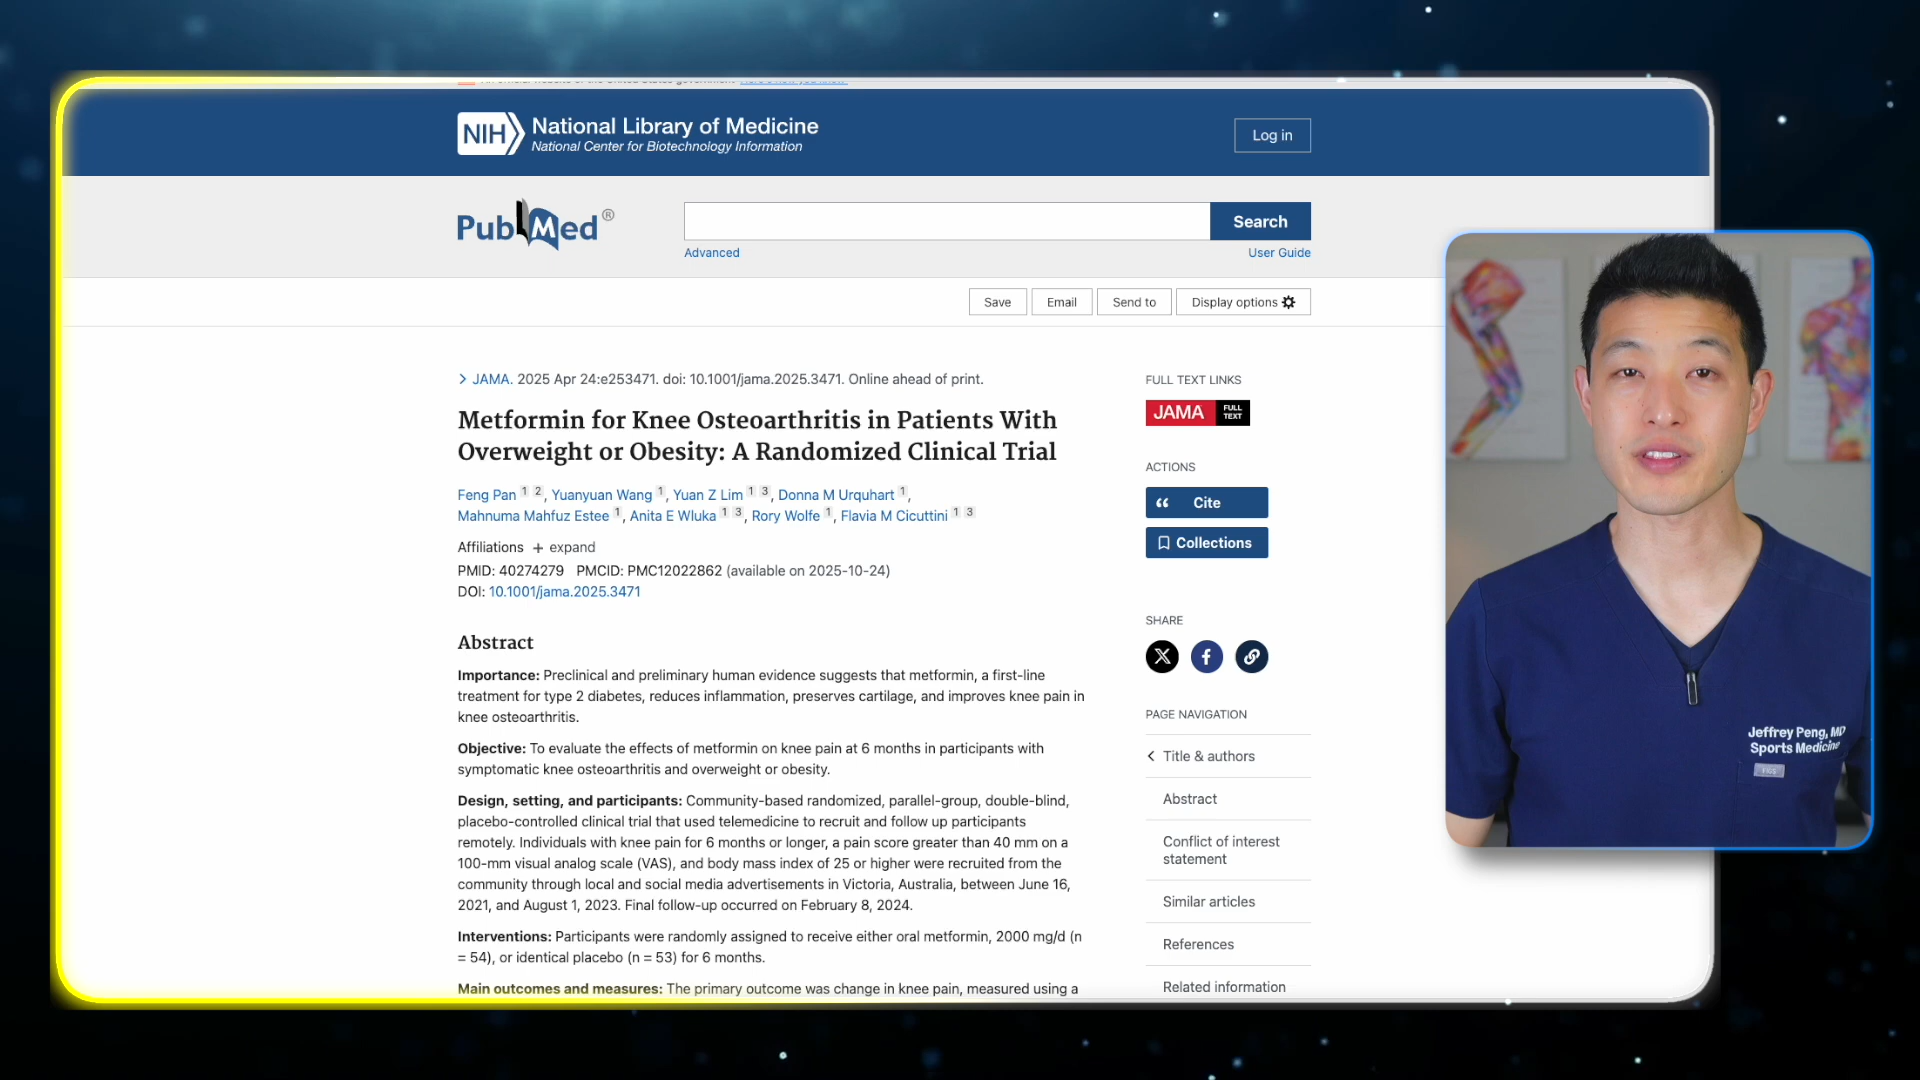 An official website of the United States government Here's how you know
NIH National Library of Medicine
National Center for Biotechnology Information
Log in
PubMed®
Search
Advanced
User Guide
Save
Email
Send to
Display options
JAMA. 2025 Apr 24:e253471. doi: 10.1001/jama.2025.3471. Online ahead of print.
Metformin for Knee Osteoarthritis in Patients With
Overweight or Obesity: A Randomized Clinical Trial
Feng Pan 1 2, Yuanyuan Wang 1, Yuan Z Lim 1 3, Donna M Urquhart 1,
Mahnuma Mahfuz Estee 1, Anita E Wluka 1 3, Rory Wolfe 1, Flavia M Cicuttini 1 3
Affiliations + expand
PMID: 40274279 PMCID: PMC12022862 (available on 2025-10-24)
DOI: 10.1001/jama.2025.3471
Abstract
Importance: Preclinical and preliminary human evidence suggests that metformin, a first-line
treatment for type 2 diabetes, reduces inflammation, preserves cartilage, and improves knee pain in
knee osteoarthritis.
Objective: To evaluate the effects of metformin on knee pain at 6 months in participants with
symptomatic knee osteoarthritis and overweight or obesity.
Design, setting, and participants: Community-based randomized, parallel-group, double-blind,
placebo-controlled clinical trial that used telemedicine to recruit and follow up participants
remotely. Individuals with knee pain for 6 months or longer, a pain score greater than 40 mm on a
100-mm visual analog scale (VAS), and body mass index of 25 or higher were recruited from the
community through local and social media advertisements in Victoria, Australia, between June 16,
2021, and August 1, 2023. Final follow-up occurred on February 8, 2024.
Interventions: Participants were randomly assigned to receive either oral metformin, 2000 mg/d (n
= 54), or identical placebo (n = 53) for 6 months.
Main outcomes and measures: The primary outcome was change in knee pain, measured using a
FULL TEXT LINKS
JAMA FULL TEXT
ACTIONS
Cite
Collections
SHARE
PAGE NAVIGATION
Title & authors
Abstract
Conflict of interest
statement
Similar articles
References
Related information
Jeffrey Peng, MD
Sports Medicine
FIGS